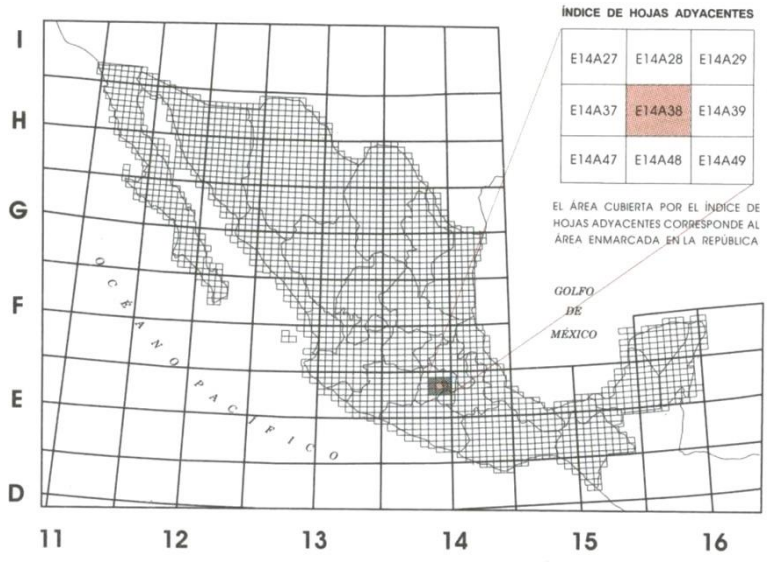 ÍNDICE DE HOJAS ADYACENTES
E14A27 E14A28 E14A29
E14A37 E14A38 E14A39
E14A47 E14A48 E14A49
EL ÁREA CUBIERTA POR EL ÍNDICE DE
HOJAS ADYACENTES CORRESPONDE AL
ÁREA ENMARCADA EN LA REPÚBLICA
I
H
G
F
E
D
OCÉANO PACIFICO
GOLFO
DE
MÉXICO
11 12 13 14 15 16